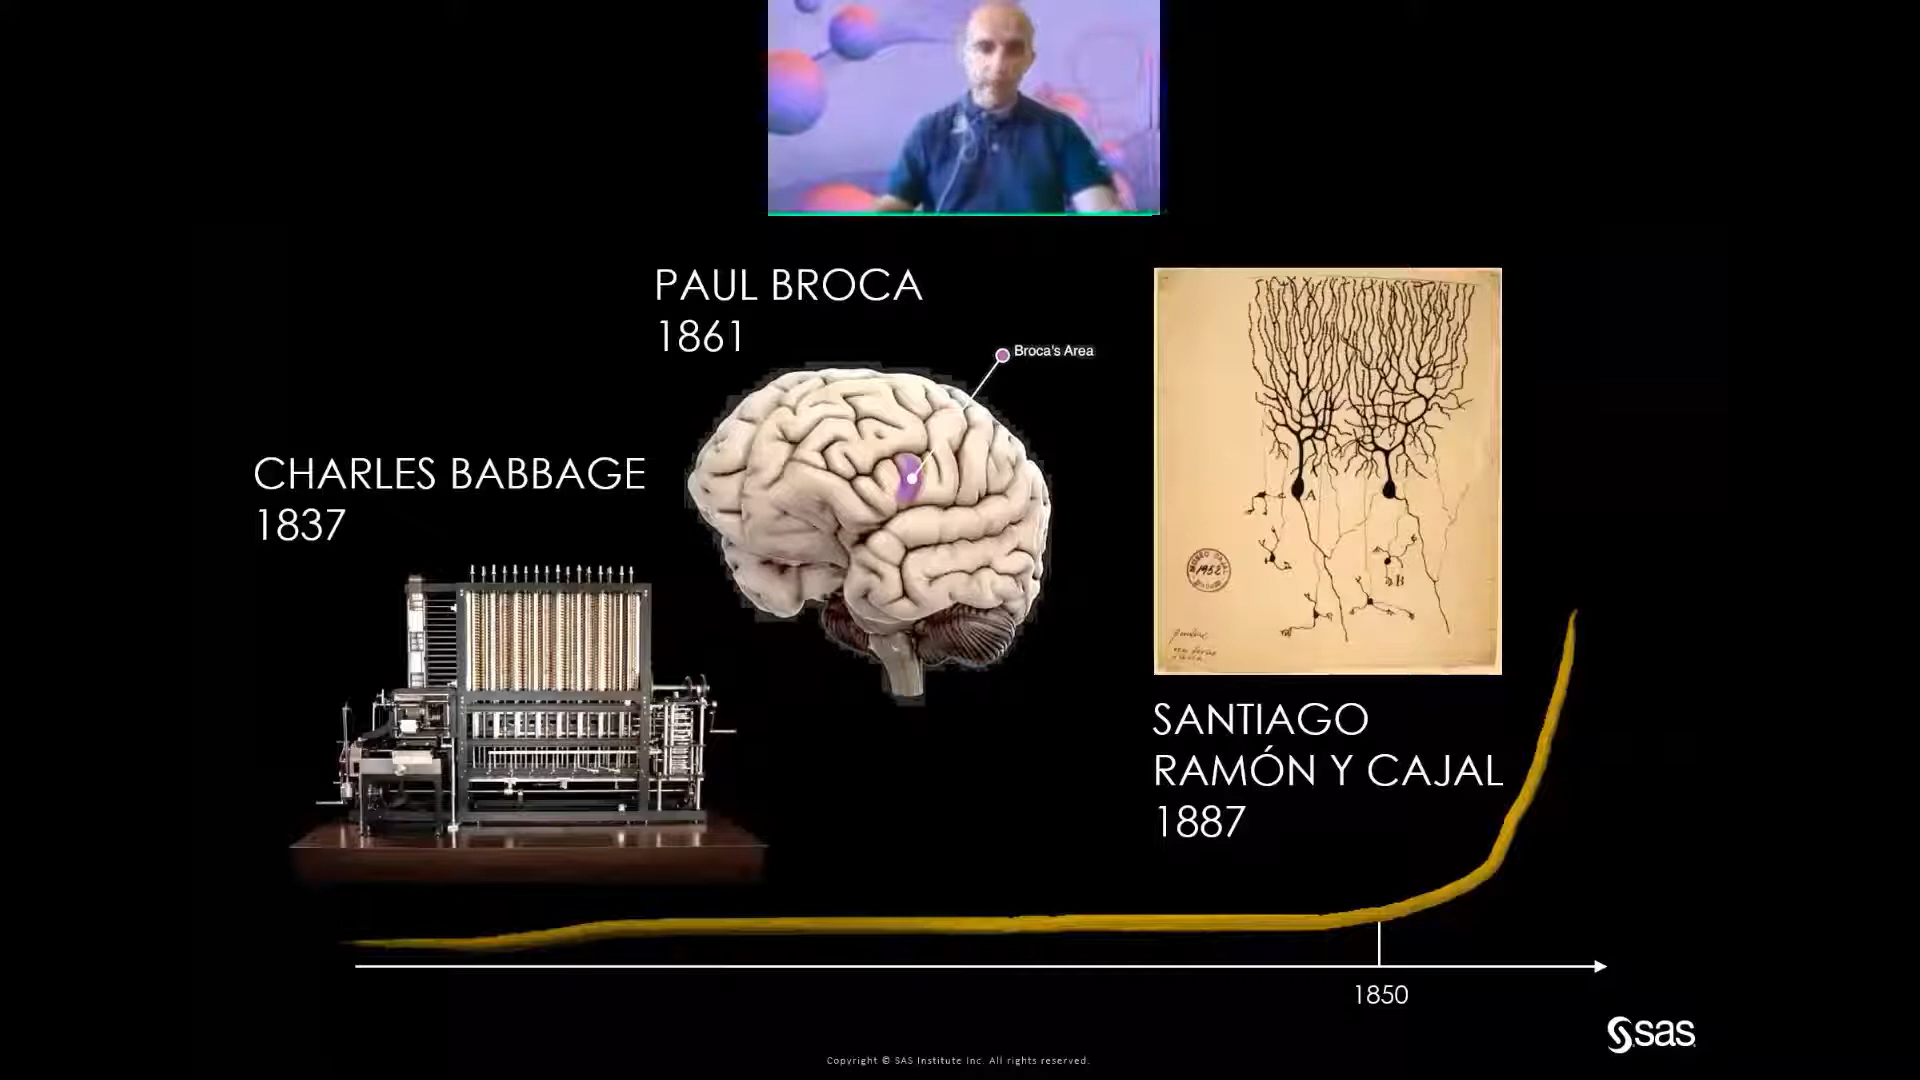 PAUL BROCA
1861
Broca's Area
CHARLES BABBAGE
1837
A
B
1952
SANTIAGO
RAMÓN Y CAJAL
1887
1850
sas
Copyright © SAS Institute Inc. All rights reserved.